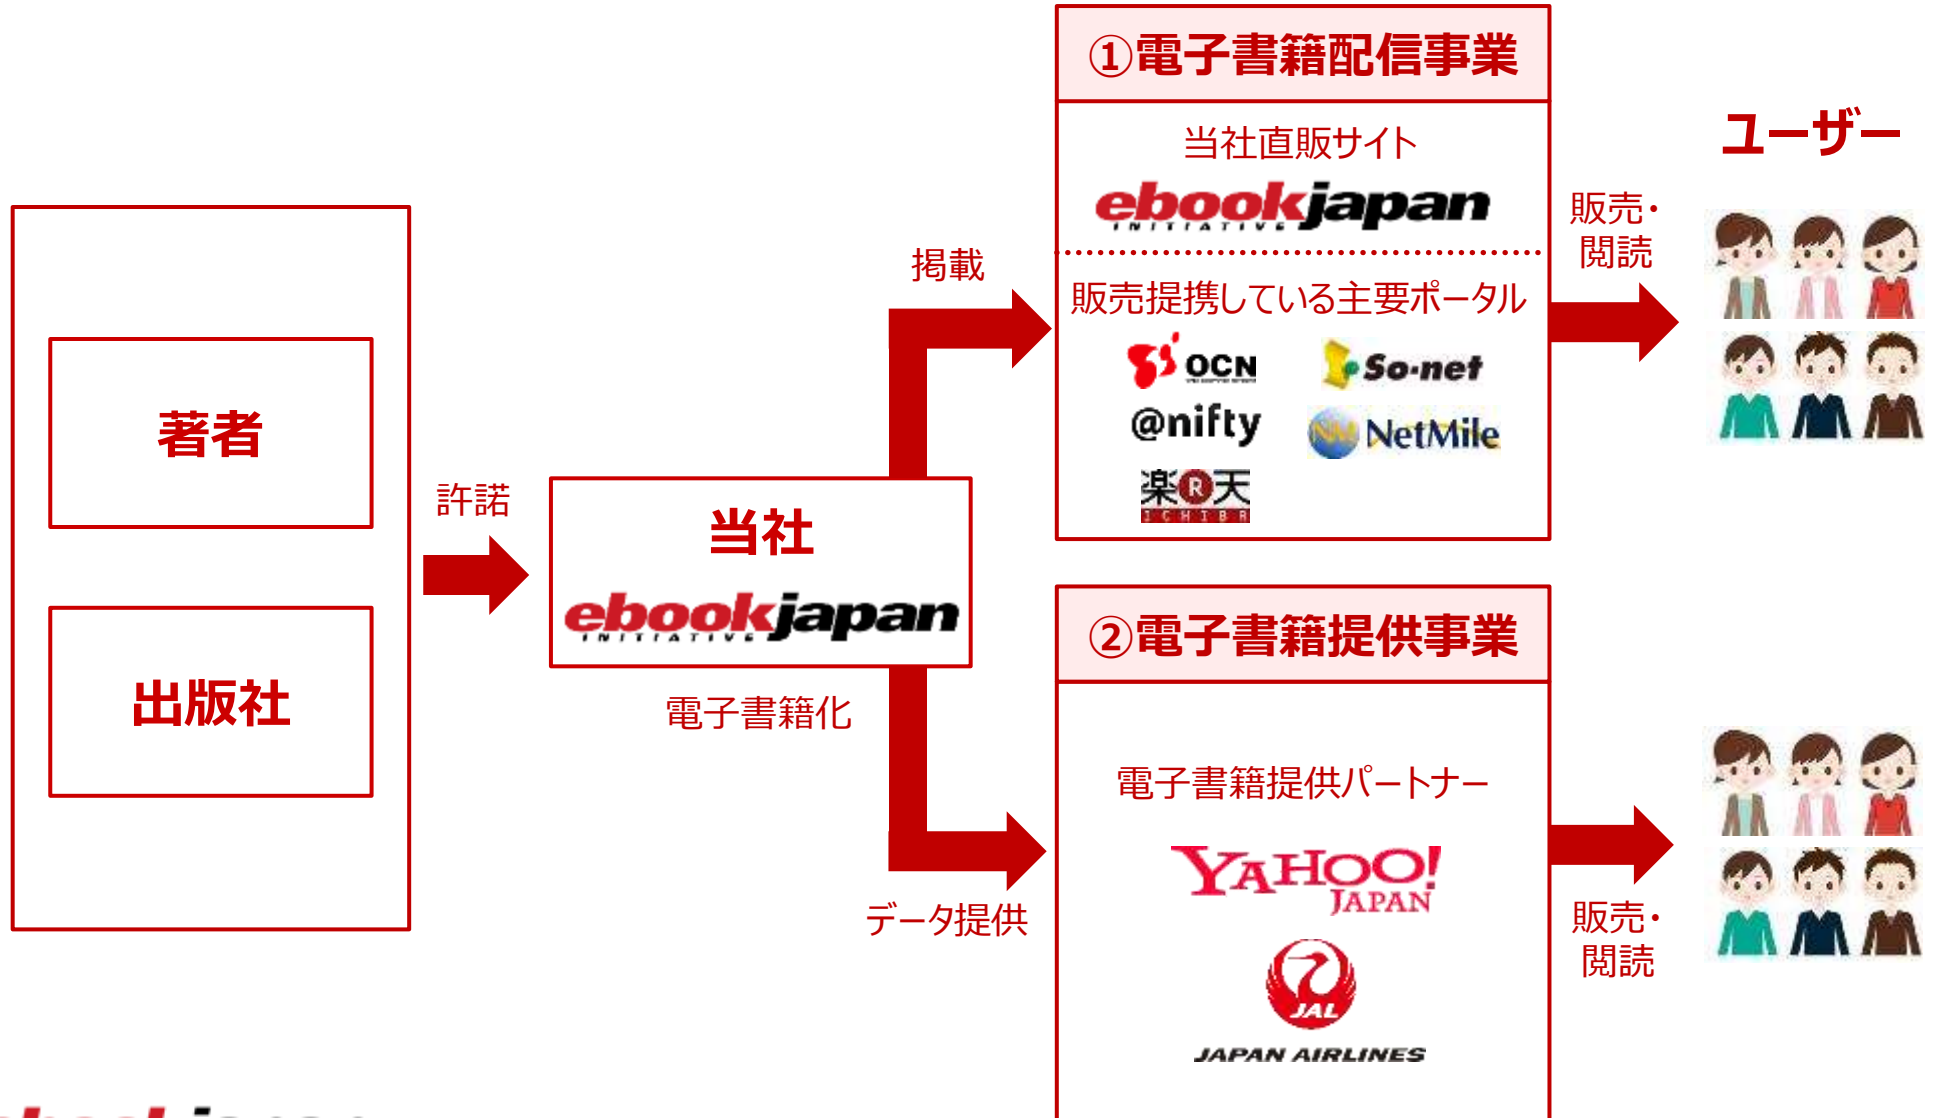 著者
出版社
許諾
当社
ebookjapan
INITIATIVE
電子書籍化
掲載
データ提供
①電子書籍配信事業
当社直販サイト
ebookjapan
INITIATIVE
販売提携している主要ポータル
OCN
So-net
@nifty
NetMile
楽R天
ICHIBA
販売・
閲読
ユーザー
②電子書籍提供事業
電子書籍提供パートナー
YAHOO!
JAPAN
JAL
JAPAN AIRLINES
販売・
閲読